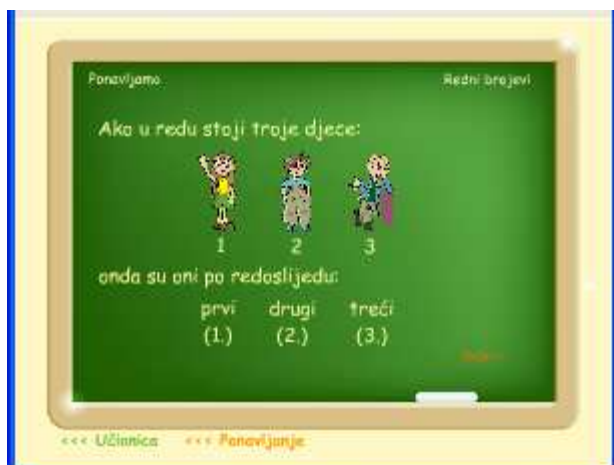 Ponavljamo
Redni brojevi
Ako u redu stoji troje djece:
1 2 3
onda su oni po redoslijedu:
prvi drugi treći
(1.) (2.) (3.)
<<< Učionica <<< Ponavljanje